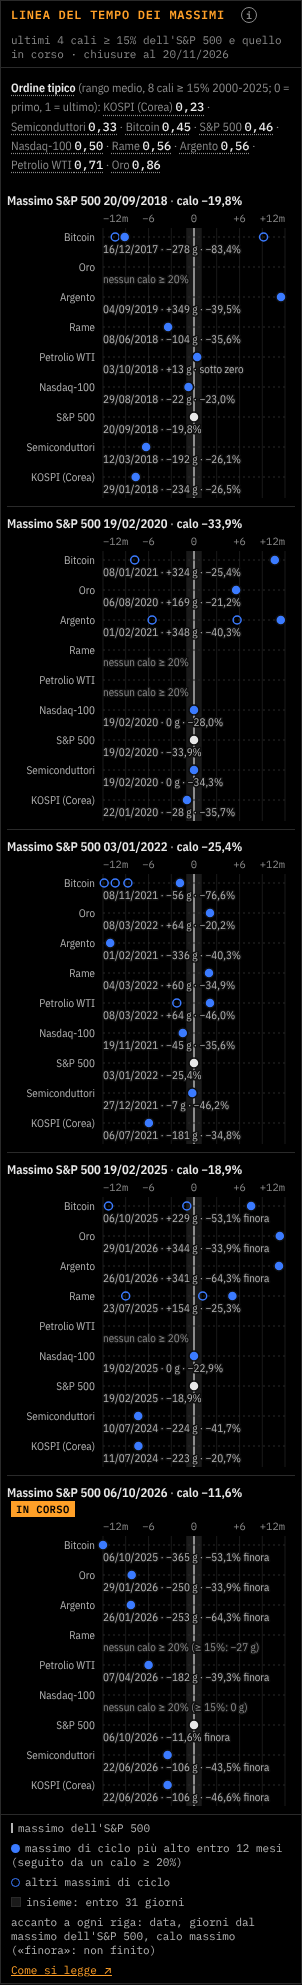 LINEA DEL TEMPO DEI MASSIMI i
ultimi 4 cali ≥ 15% dell'S&P 500 e quello
in corso · chiusure al 20/11/2026
Ordine tipico (rango medio, 8 cali ≥ 15% 2000-2025; 0 =
primo, 1 = ultimo): KOSPI (Corea) 0,23 ·
Semiconduttori 0,33 · Bitcoin 0,45 · S&P 500 0,46 ·
Nasdaq-100 0,50 · Rame 0,56 · Argento 0,56 ·
Petrolio WTI 0,71 · Oro 0,86
Massimo S&P 500 20/09/2018 · calo −19,8%
−12m −6 0 +6 +12m
Bitcoin
16/12/2017 · −278 g · −83,4%
Oro
nessun calo ≥ 20%
Argento
04/09/2019 · +349 g · −39,5%
Rame
08/06/2018 · −104 g · −35,6%
Petrolio WTI
03/10/2018 · +13 g · sotto zero
Nasdaq-100
29/08/2018 · −22 g · −23,0%
S&P 500
20/09/2018 · −19,8%
Semiconduttori
12/03/2018 · −192 g · −26,1%
KOSPI (Corea)
29/01/2018 · −234 g · −26,5%
Massimo S&P 500 19/02/2020 · calo −33,9%
−12m −6 0 +6 +12m
Bitcoin
08/01/2021 · +324 g · −25,4%
Oro
06/08/2020 · +169 g · −21,2%
Argento
01/02/2021 · +348 g · −40,3%
Rame
nessun calo ≥ 20%
Petrolio WTI
nessun calo ≥ 20%
Nasdaq-100
19/02/2020 · 0 g · −28,0%
S&P 500
19/02/2020 · −33,9%
Semiconduttori
19/02/2020 · 0 g · −34,3%
KOSPI (Corea)
22/01/2020 · −28 g · −35,7%
Massimo S&P 500 03/01/2022 · calo −25,4%
−12m −6 0 +6 +12m
Bitcoin
08/11/2021 · −56 g · −76,6%
Oro
08/03/2022 · +64 g · −20,2%
Argento
01/02/2021 · −336 g · −40,3%
Rame
04/03/2022 · +60 g · −34,9%
Petrolio WTI
08/03/2022 · +64 g · −46,0%
Nasdaq-100
19/11/2021 · −45 g · −35,6%
S&P 500
03/01/2022 · −25,4%
Semiconduttori
27/12/2021 · −7 g · −46,2%
KOSPI (Corea)
06/07/2021 · −181 g · −34,8%
Massimo S&P 500 19/02/2025 · calo −18,9%
−12m −6 0 +6 +12m
Bitcoin
06/10/2025 · +229 g · −53,1% finora
Oro
29/01/2026 · +344 g · −33,9% finora
Argento
26/01/2026 · +341 g · −64,3% finora
Rame
23/07/2025 · +154 g · −25,3%
Petrolio WTI
nessun calo ≥ 20%
Nasdaq-100
19/02/2025 · 0 g · −22,9%
S&P 500
19/02/2025 · −18,9%
Semiconduttori
10/07/2024 · −224 g · −41,7%
KOSPI (Corea)
11/07/2024 · −223 g · −20,7%
Massimo S&P 500 06/10/2026 · calo −11,6%
IN CORSO
−12m −6 0 +6 +12m
Bitcoin
06/10/2025 · −365 g · −53,1% finora
Oro
29/01/2026 · −250 g · −33,9% finora
Argento
26/01/2026 · −253 g · −64,3% finora
Rame
nessun calo ≥ 20% (≥ 15%: −27 g)
Petrolio WTI
07/04/2026 · −182 g · −39,3% finora
Nasdaq-100
nessun calo ≥ 20% (≥ 15%: 0 g)
S&P 500
06/10/2026 · −11,6% finora
Semiconduttori
22/06/2026 · −106 g · −43,5% finora
KOSPI (Corea)
22/06/2026 · −106 g · −46,6% finora
massimo dell'S&P 500
massimo di ciclo più alto entro 12 mesi
(seguito da un calo ≥ 20%)
altri massimi di ciclo
insieme: entro 31 giorni
accanto a ogni riga: data, giorni dal
massimo dell'S&P 500, calo massimo
(«finora»: non finito)
Come si legge ↗